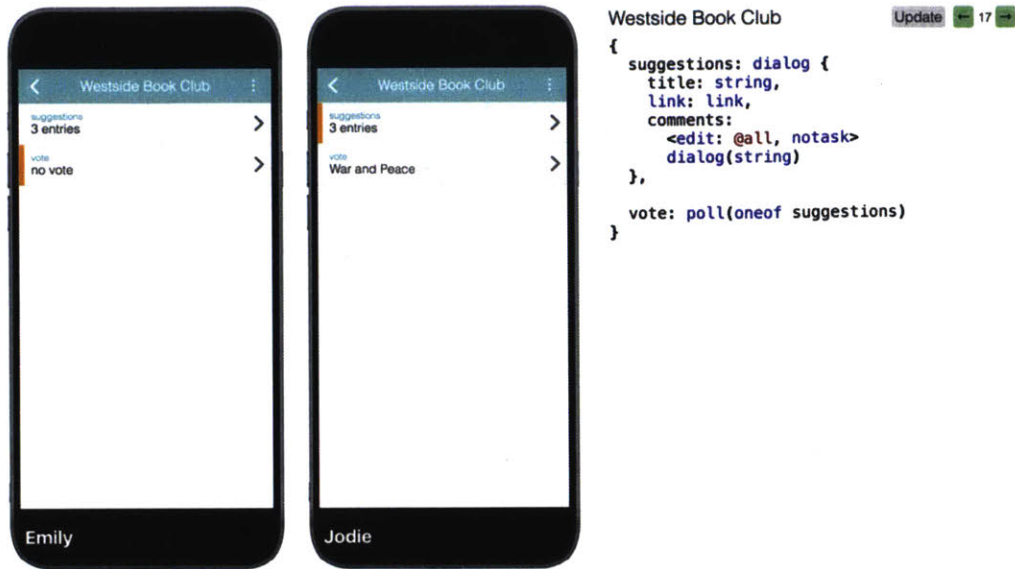 Westside Book Club
suggestions
3 entries
vote
no vote
Emily
Westside Book Club
suggestions
3 entries
vote
War and Peace
Jodie
Westside Book Club
Update ← 17 →
{
suggestions: dialog {
title: string,
link: link,
comments:
<edit: @all, notask>
dialog(string)
},
vote: poll(oneof suggestions)
}